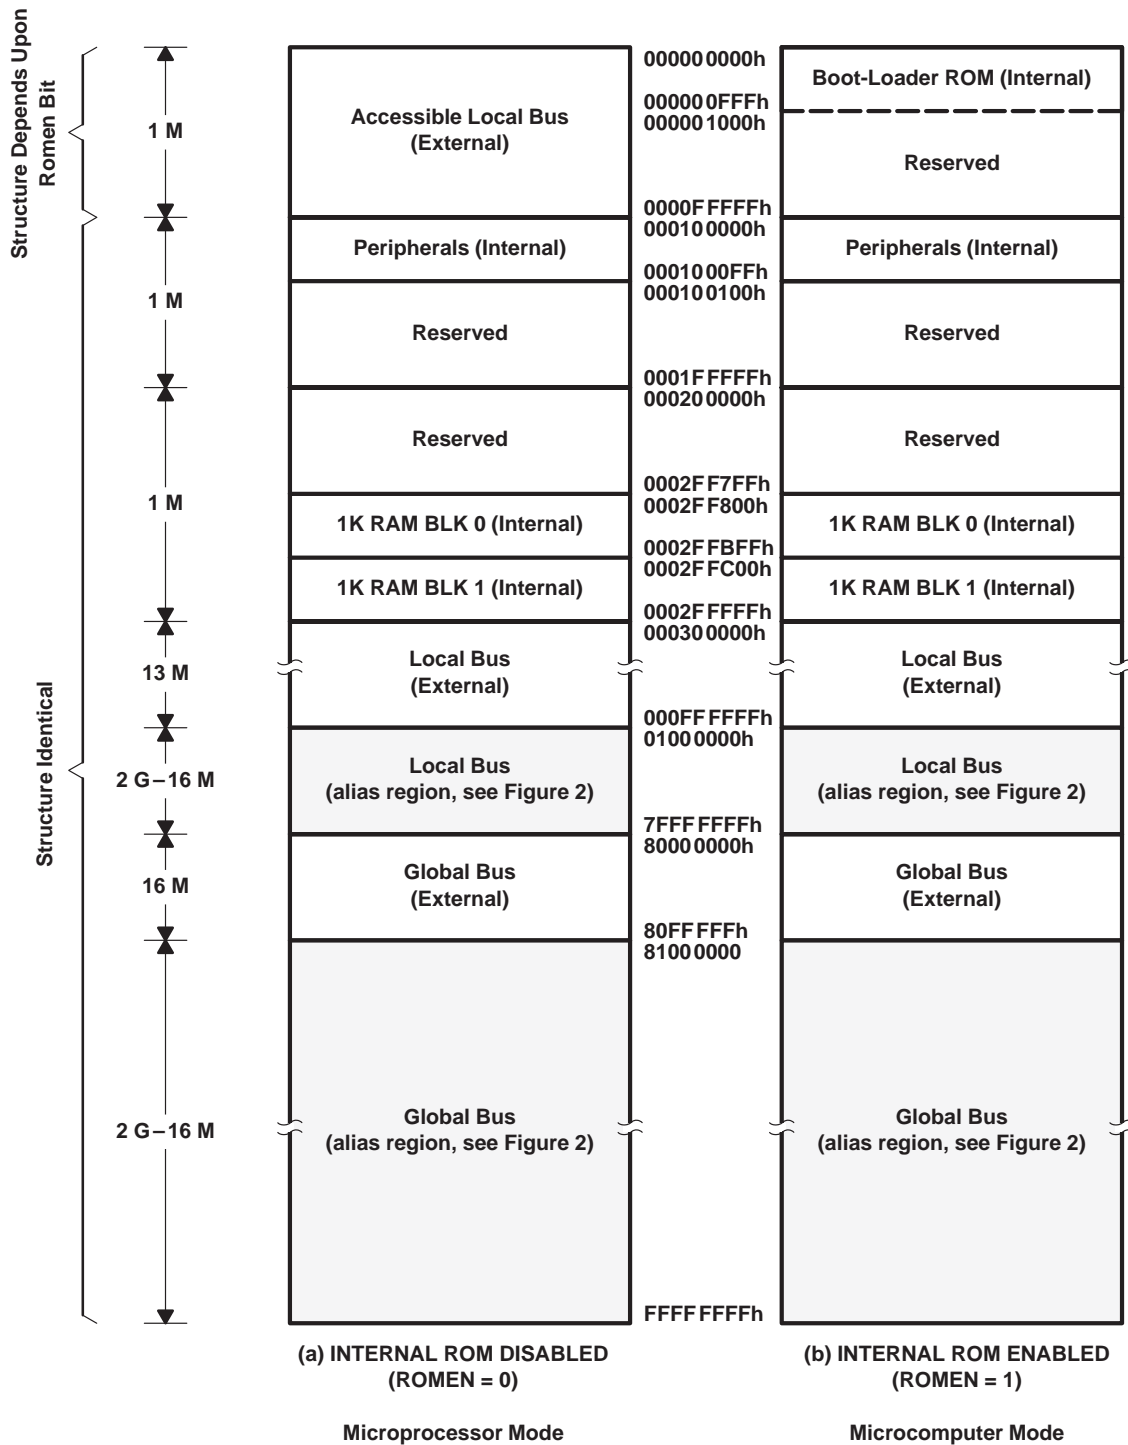 Structure Depends Upon
Romen Bit
Structure Identical
1 M
1 M
1 M
13 M
2 G–16 M
16 M
2 G–16 M
Accessible Local Bus
(External)
Peripherals (Internal)
Reserved
Reserved
1K RAM BLK 0 (Internal)
1K RAM BLK 1 (Internal)
Local Bus
(External)
Local Bus
(alias region, see Figure 2)
Global Bus
(External)
Global Bus
(alias region, see Figure 2)
(a) INTERNAL ROM DISABLED
(ROMEN = 0)
Microprocessor Mode
00000 0000h
00000 0FFFh
00000 1000h
0000F FFFFh
00010 0000h
00010 00FFh
00010 0100h
0001F FFFFh
00020 0000h
0002F F7FFh
0002F F800h
0002F FBFFh
0002F FC00h
0002F FFFFh
00030 0000h
000FF FFFFh
0100 0000h
7FFF FFFFh
8000 0000h
80FF FFFh
8100 0000
FFFF FFFFh
Boot-Loader ROM (Internal)
Reserved
Peripherals (Internal)
Reserved
Reserved
1K RAM BLK 0 (Internal)
1K RAM BLK 1 (Internal)
Local Bus
(External)
Local Bus
(alias region, see Figure 2)
Global Bus
(External)
Global Bus
(alias region, see Figure 2)
(b) INTERNAL ROM ENABLED
(ROMEN = 1)
Microcomputer Mode